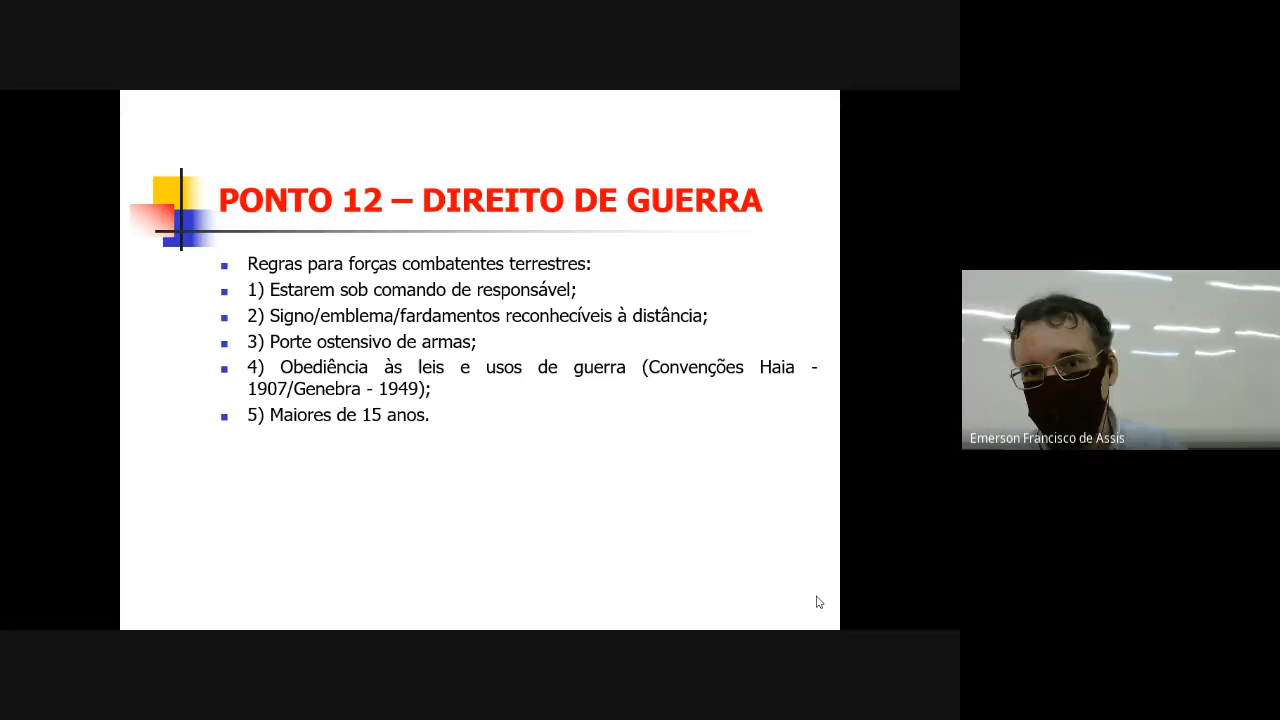 PONTO 12 – DIREITO DE GUERRA
Regras para forças combatentes terrestres:
1) Estarem sob comando de responsável;
2) Signo/emblema/fardamentos reconhecíveis à distância;
3) Porte ostensivo de armas;
4) Obediência às leis e usos de guerra (Convenções Haia -
1907/Genebra - 1949);
5) Maiores de 15 anos.
Emerson Francisco de Assis